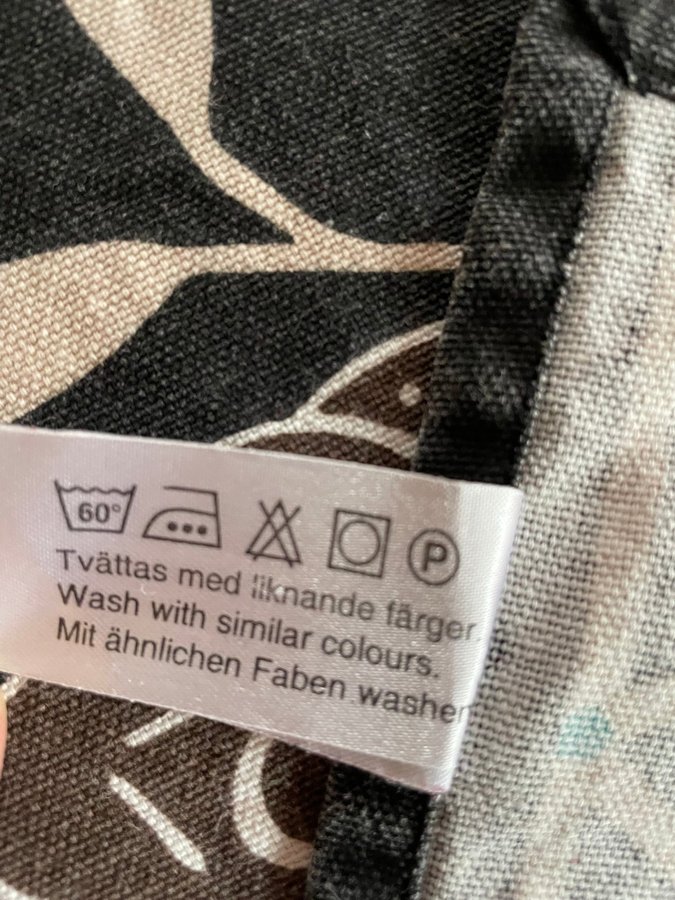 60°
P
Tvättas med liknande färger.
Wash with similar colours.
Mit ähnlichen Faben washen